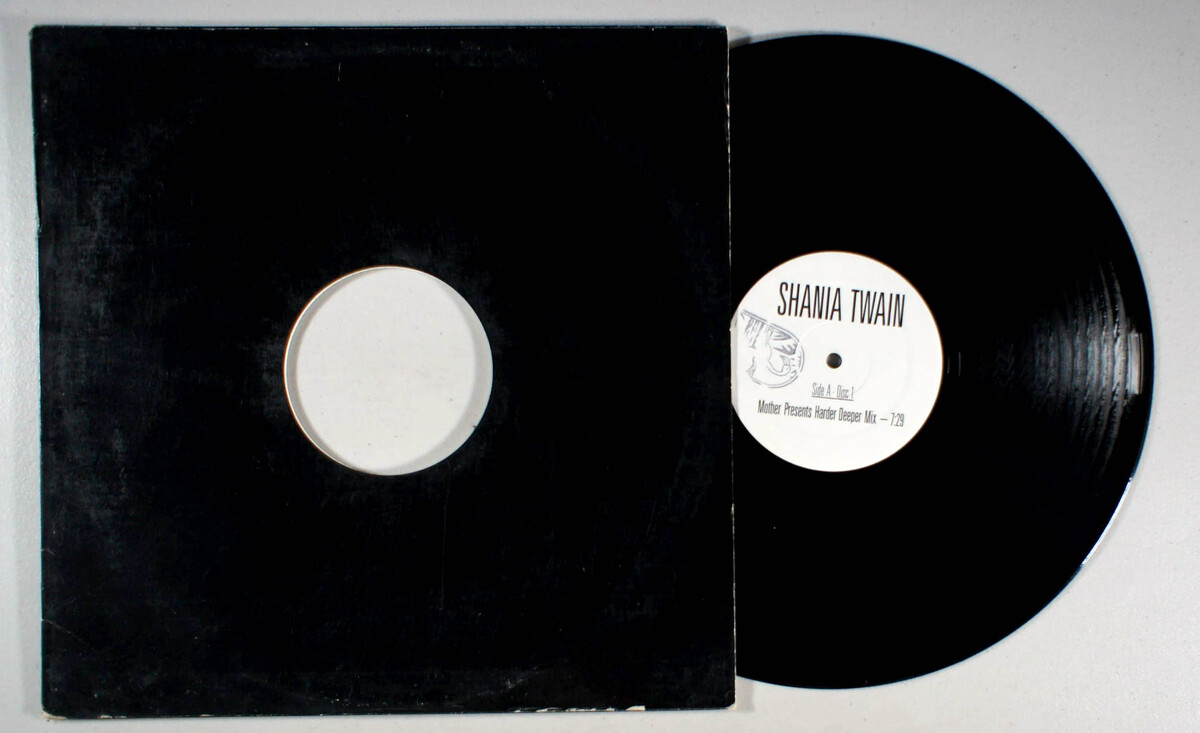 SHANIA TWAIN
Side A - Disc 1
Mother Presents Harder Deeper Mix — 7:29